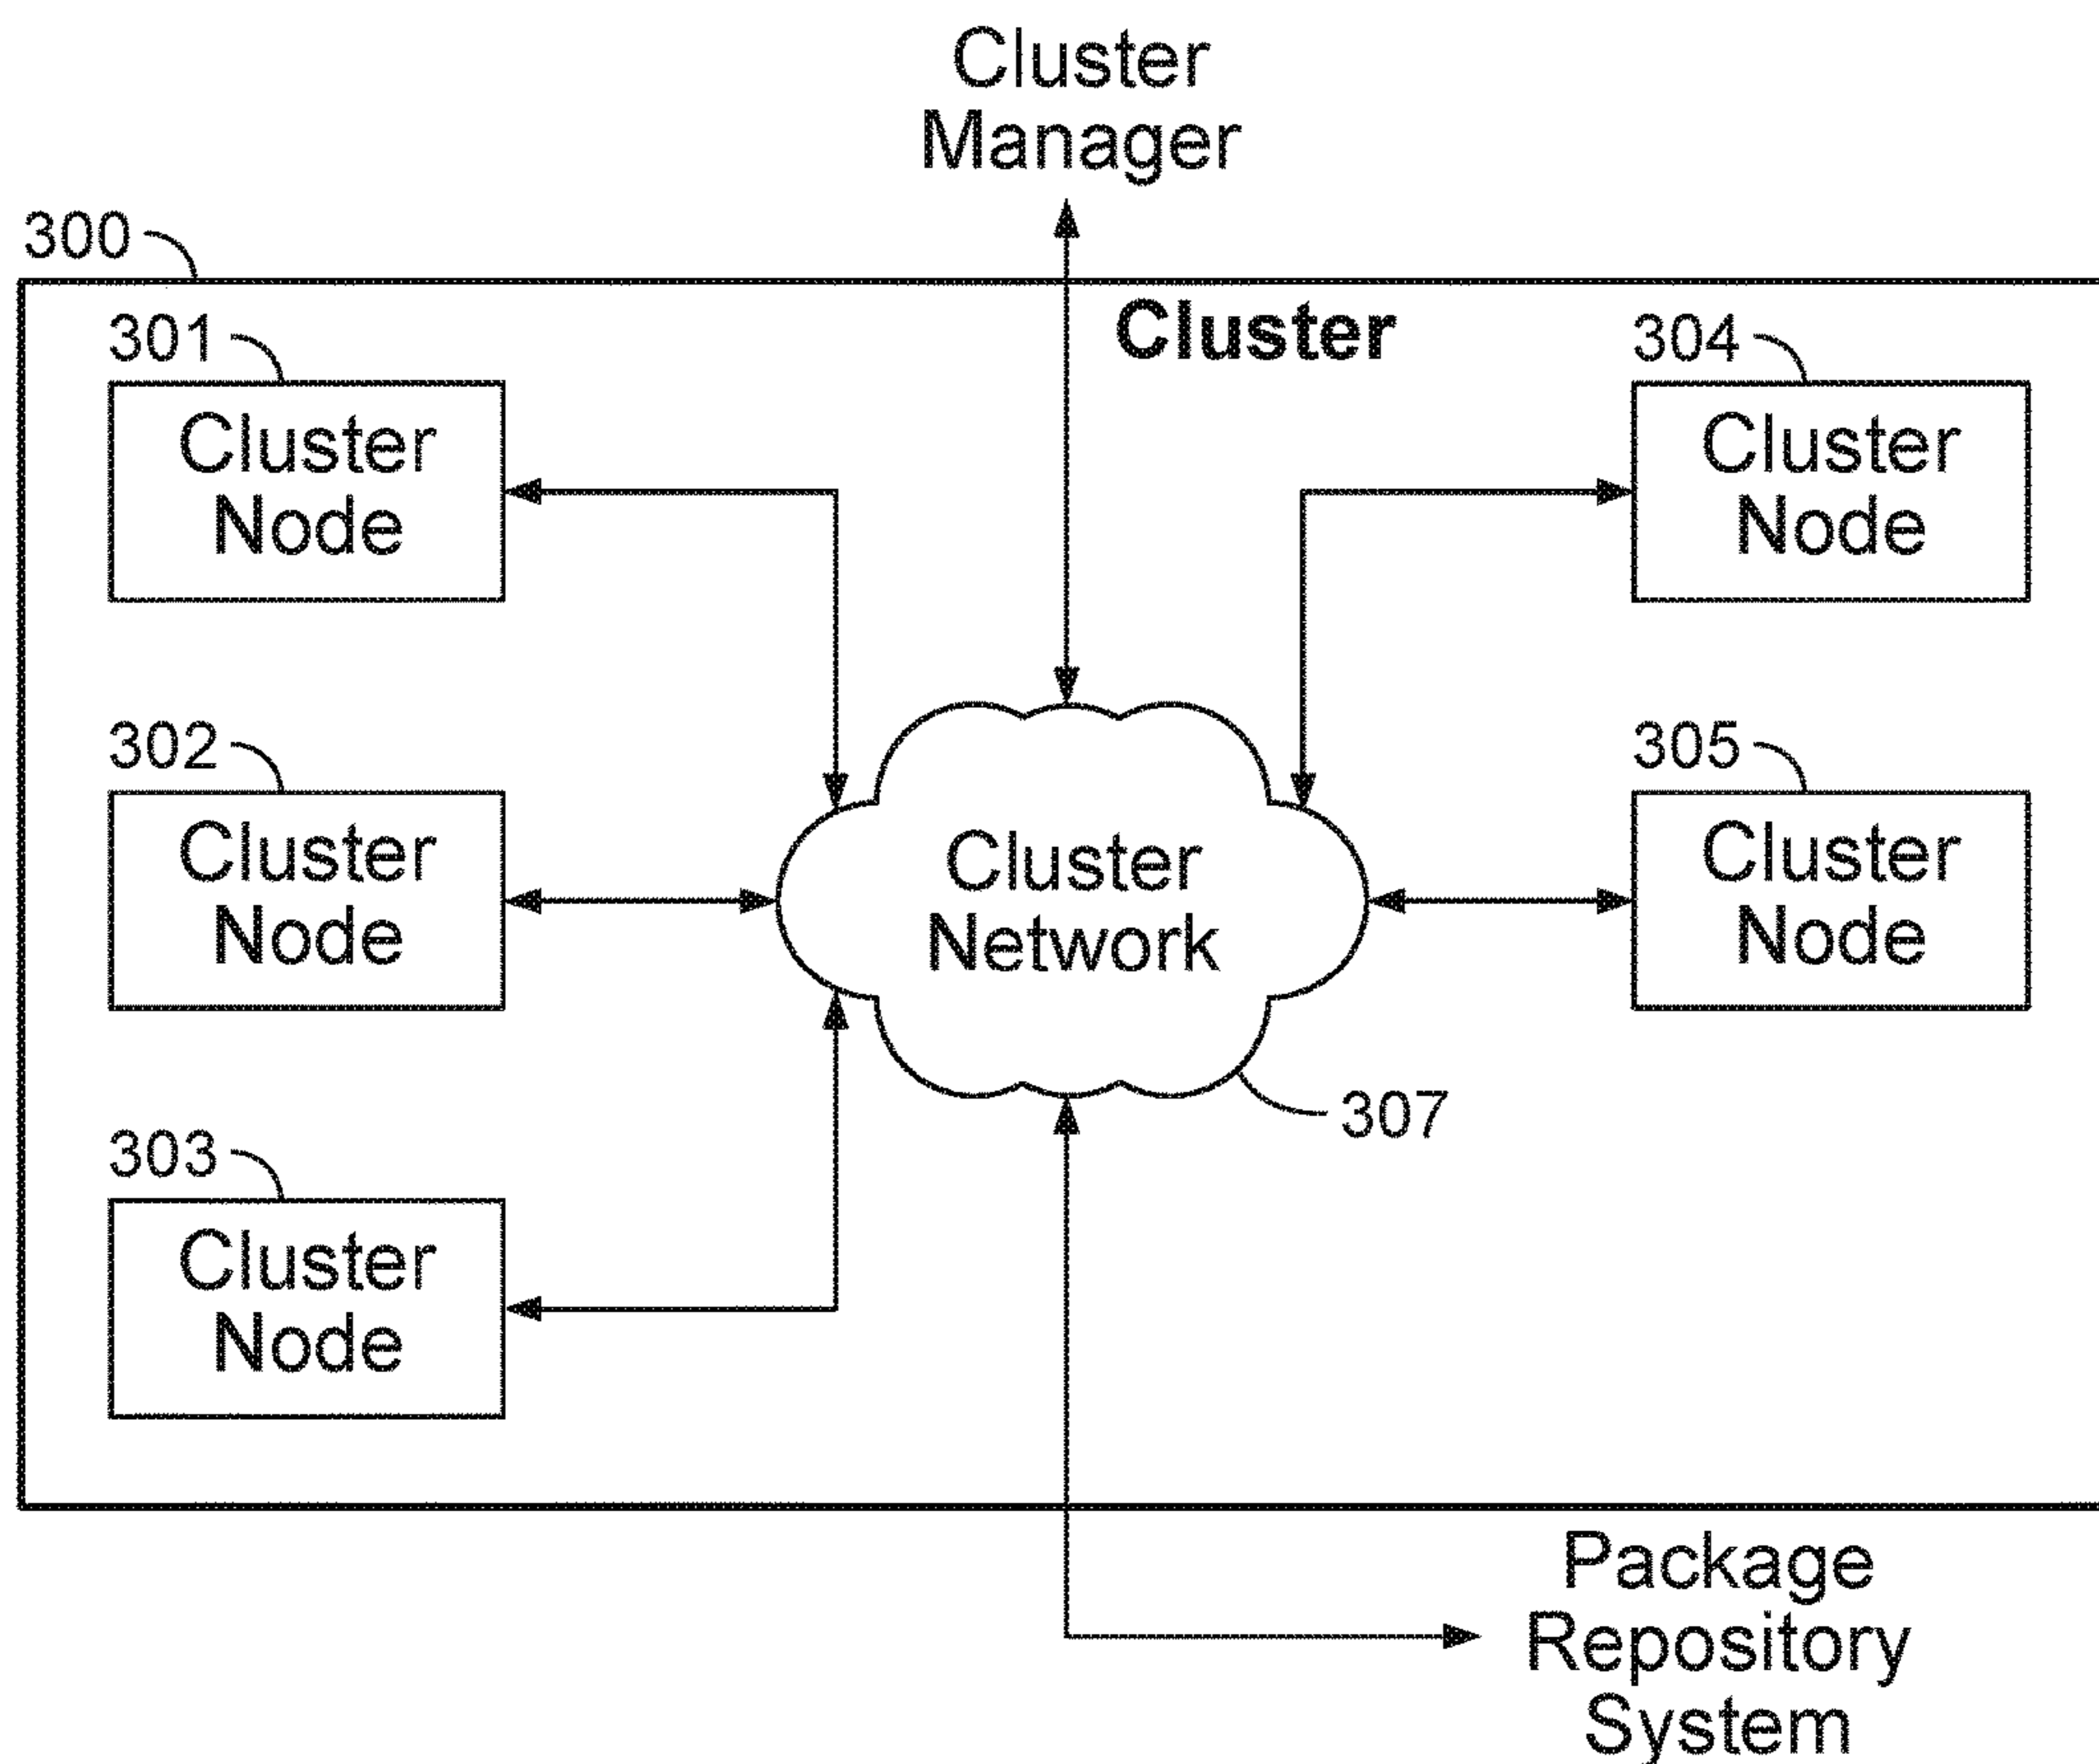 Cluster
Manager
300
Cluster
301
304
Cluster
Node
Cluster
Node
302
305
Cluster
Node
Cluster
Network
Cluster
Node
307
303
Cluster
Node
Package
Repository
System